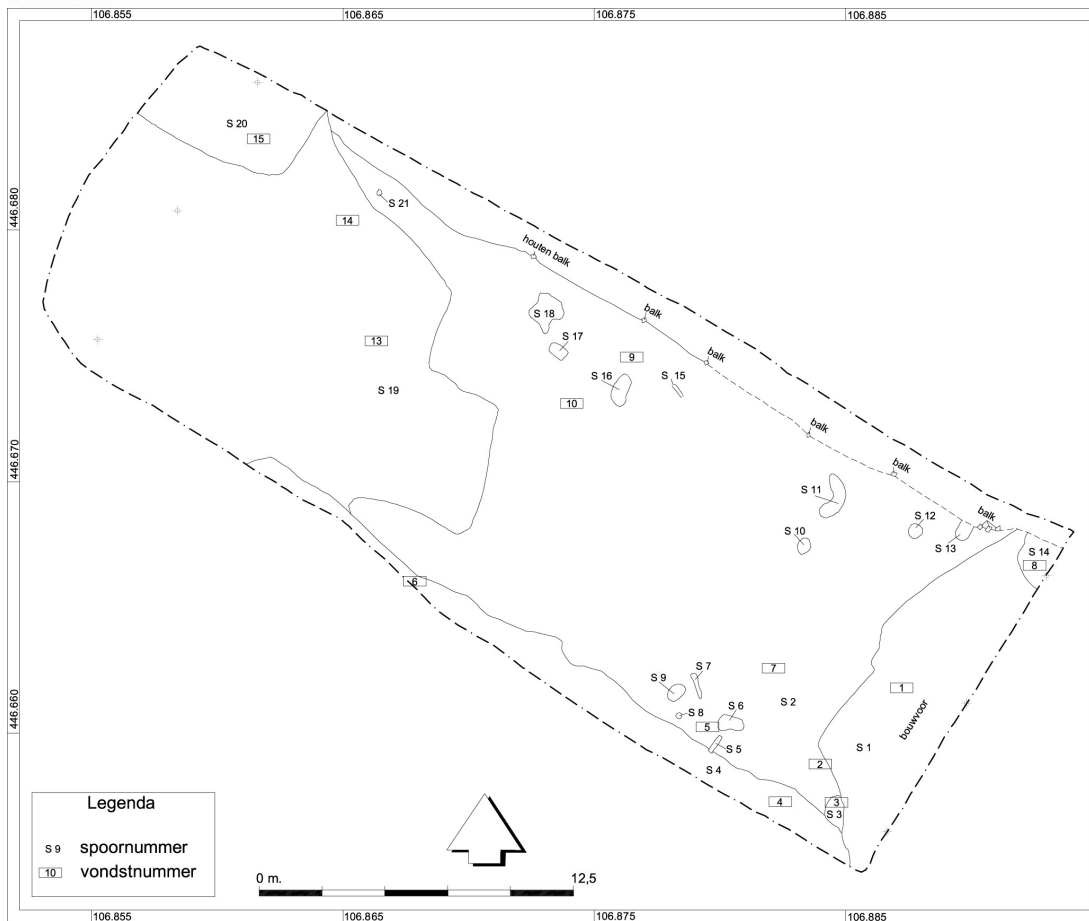 106.855 106.865 106.875 106.885
446.680
446.670
446.660
S 20
15
S 21
14
houten balk
S 18
balk
S 17
13
9
balk
S 16
S 15
S 19
10
balk
balk
S 11
S 12
balk
S 10
S 13
S 14
8
6
S 7
7
1
S 9
S 2
S 6
S 8
bouwvoor
5
S 5
S 1
S 4
2
4
3
S 3
Legenda
S 9 spoornummer
10 vondstnummer
0 m. 12,5
106.855 106.865 106.875 106.885